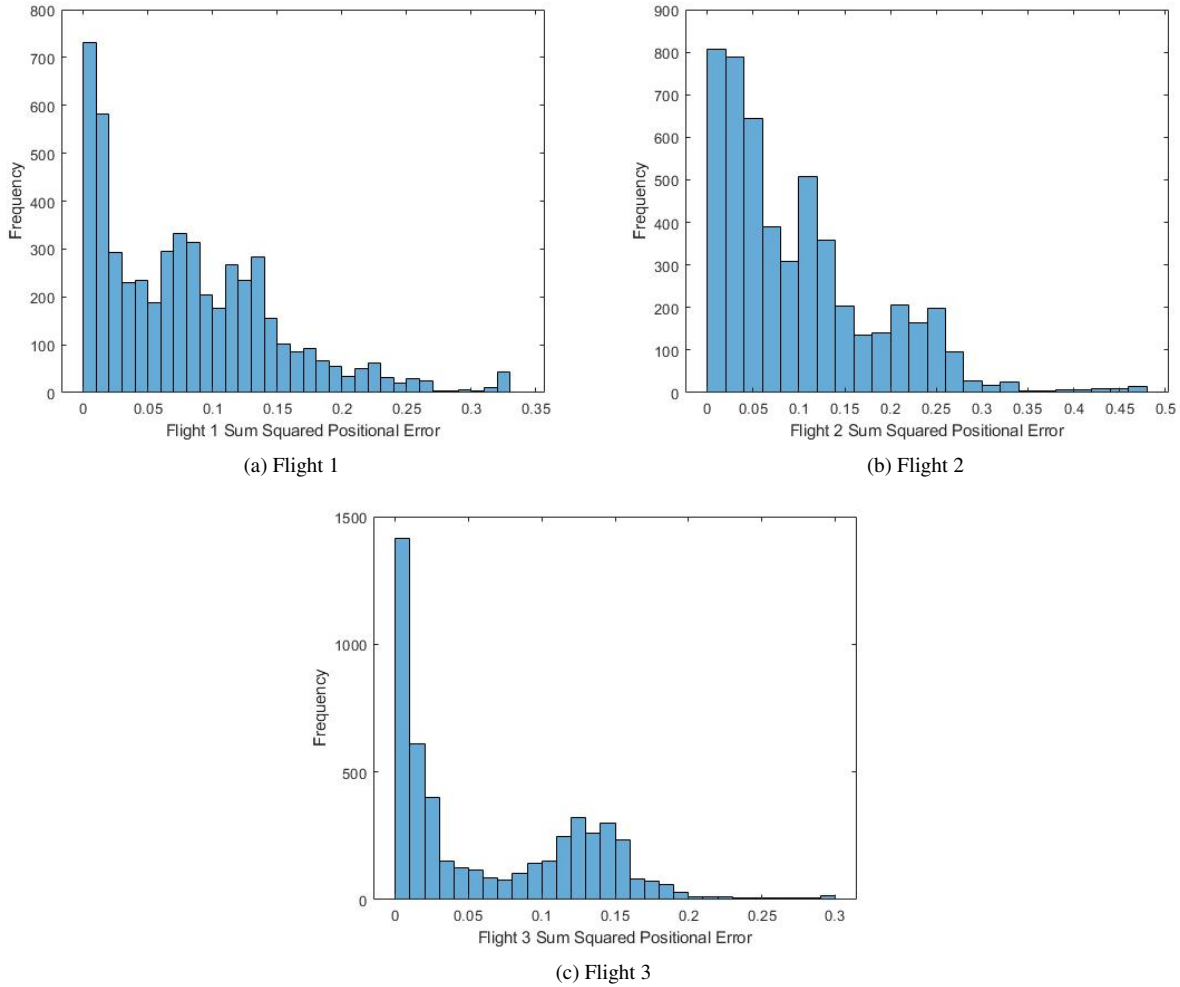 800
700
600
500
400
300
200
100
0
Frequency
0 0.05 0.1 0.15 0.2 0.25 0.3 0.35
Flight 1 Sum Squared Positional Error
(a) Flight 1
900
800
700
600
500
400
300
200
100
0
Frequency
0 0.05 0.1 0.15 0.2 0.25 0.3 0.35 0.4 0.45 0.5
Flight 2 Sum Squared Positional Error
(b) Flight 2
1500
1000
500
0
Frequency
0 0.05 0.1 0.15 0.2 0.25 0.3
Flight 3 Sum Squared Positional Error
(c) Flight 3